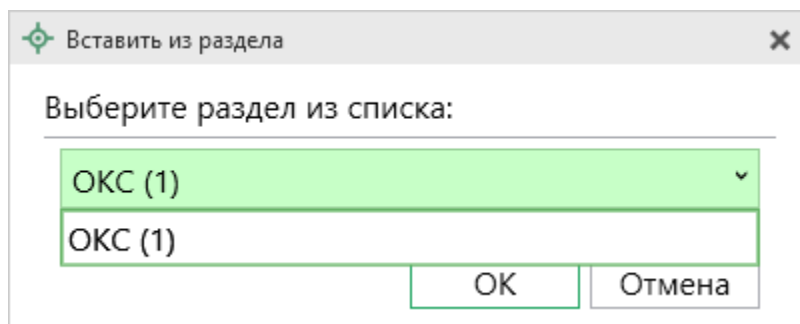 Вставить из раздела
Выберите раздел из списка:
ОКС (1)
ОКС (1)
ОК Отмена